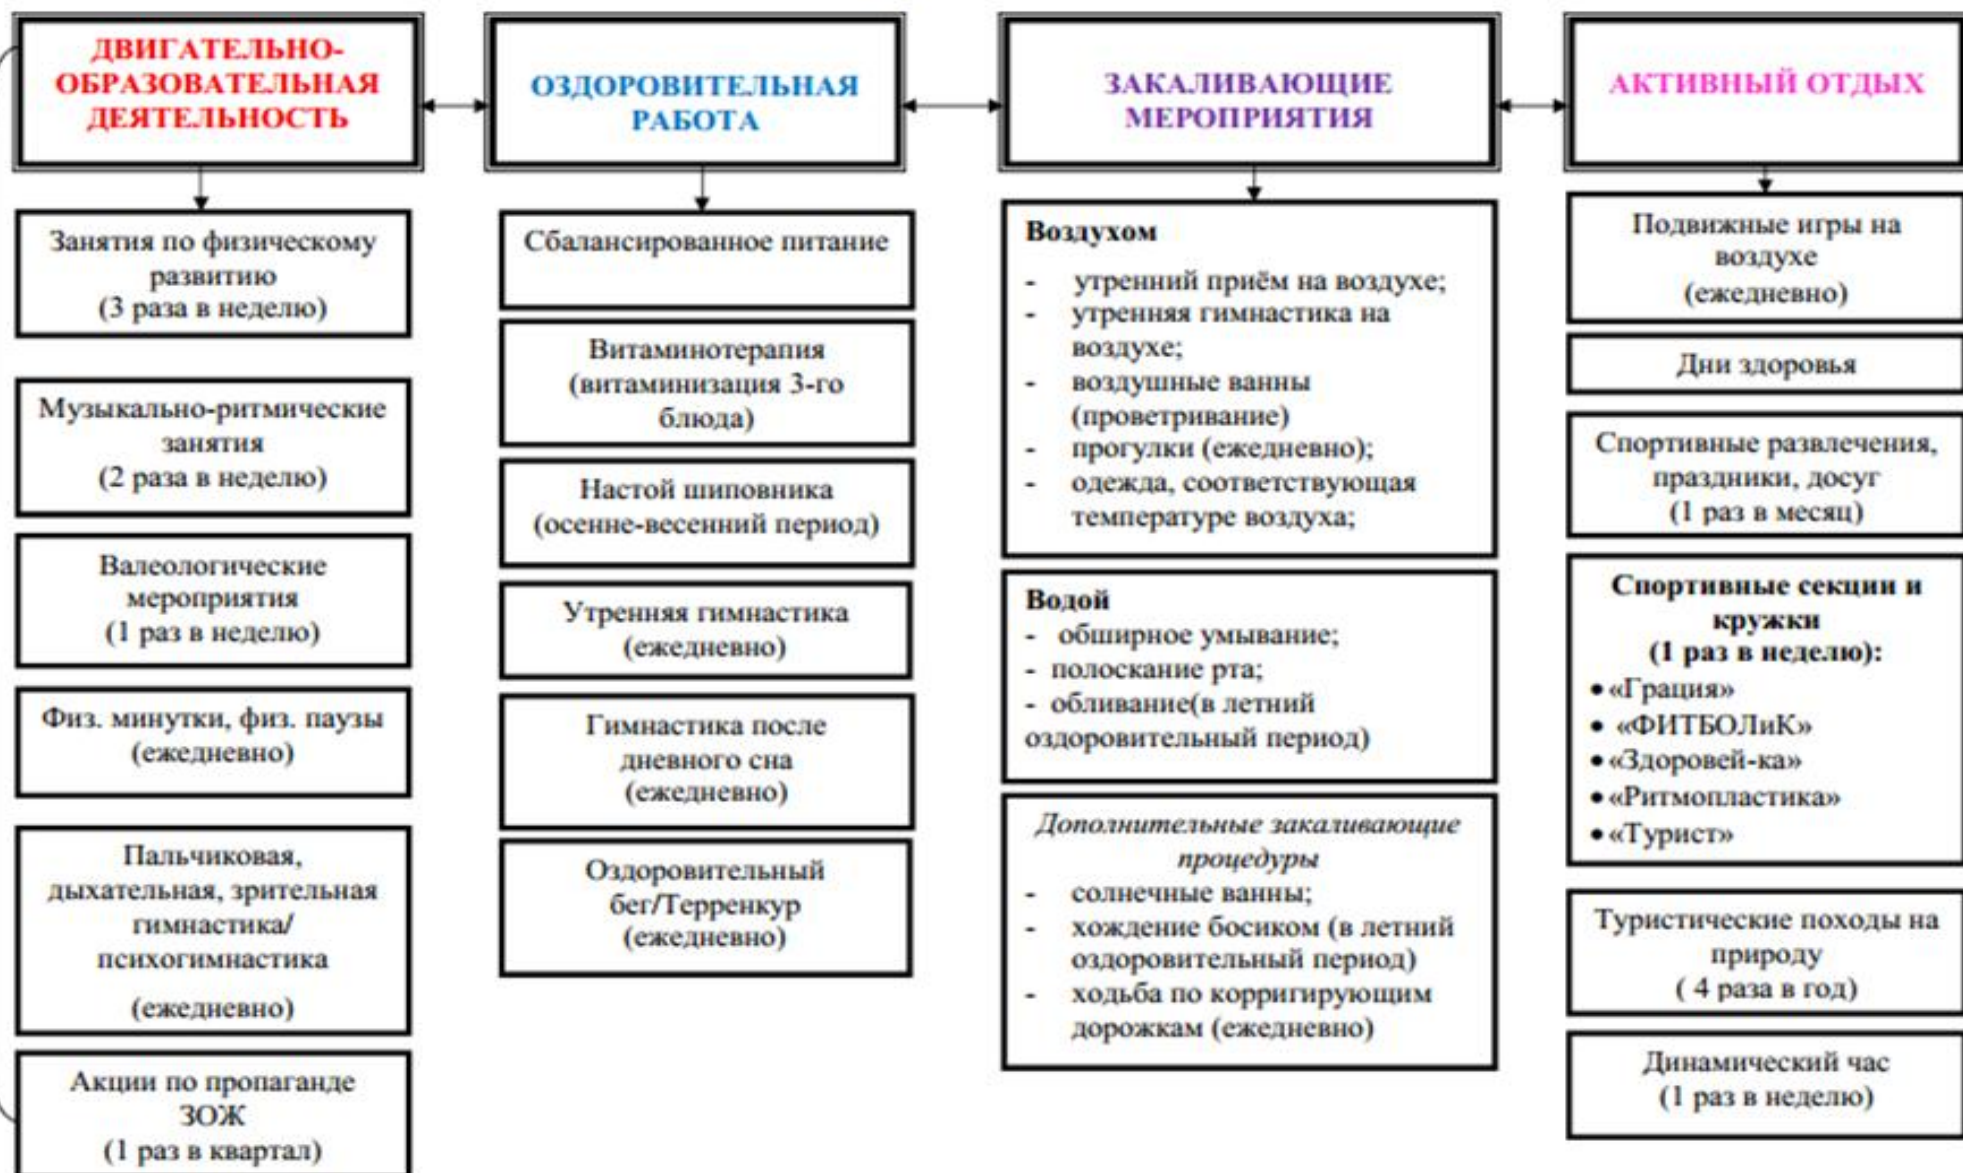 ДВИГАТЕЛЬНО-
ОБРАЗОВАТЕЛЬНАЯ
ДЕЯТЕЛЬНОСТЬ
Занятия по физическому
развитию
(3 раза в неделю)
Музыкально-ритмические
занятия
(2 раза в неделю)
Валеологические
мероприятия
(1 раз в неделю)
Физ. минутки, физ. паузы
(ежедневно)
Пальчиковая,
дыхательная, зрительная
гимнастика/
психогимнастика
(ежедневно)
Акции по пропаганде
ЗОЖ
(1 раз в квартал)
ОЗДОРОВИТЕЛЬНАЯ
РАБОТА
Сбалансированное питание
Витаминотерапия
(витаминизация 3-го
блюда)
Настой шиповника
(осенне-весенний период)
Утренняя гимнастика
(ежедневно)
Гимнастика после
дневного сна
(ежедневно)
Оздоровительный
бег/Терренкур
(ежедневно)
ЗАКАЛИВАЮЩИЕ
МЕРОПРИЯТИЯ
Воздухом
- утренний приём на воздухе;
- утренняя гимнастика на
воздухе;
- воздушные ванны
(проветривание)
- прогулки (ежедневно);
- одежда, соответствующая
температуре воздуха;
Водой
- обширное умывание;
- полоскание рта;
- обливание(в летний
оздоровительный период)
Дополнительные закаливающие
процедуры
- солнечные ванны;
- хождение босиком (в летний
оздоровительный период)
- ходьба по корригирующим
дорожкам (ежедневно)
АКТИВНЫЙ ОТДЫХ
Подвижные игры на
воздухе
(ежедневно)
Дни здоровья
Спортивные развлечения,
праздники, досуг
(1 раз в месяц)
Спортивные секции и
кружки
(1 раз в неделю):
• «Грация»
• «ФИТБОЛиК»
• «Здоровей-ка»
• «Ритмопластика»
• «Турист»
Туристические походы на
природу
( 4 раза в год)
Динамический час
(1 раз в неделю)